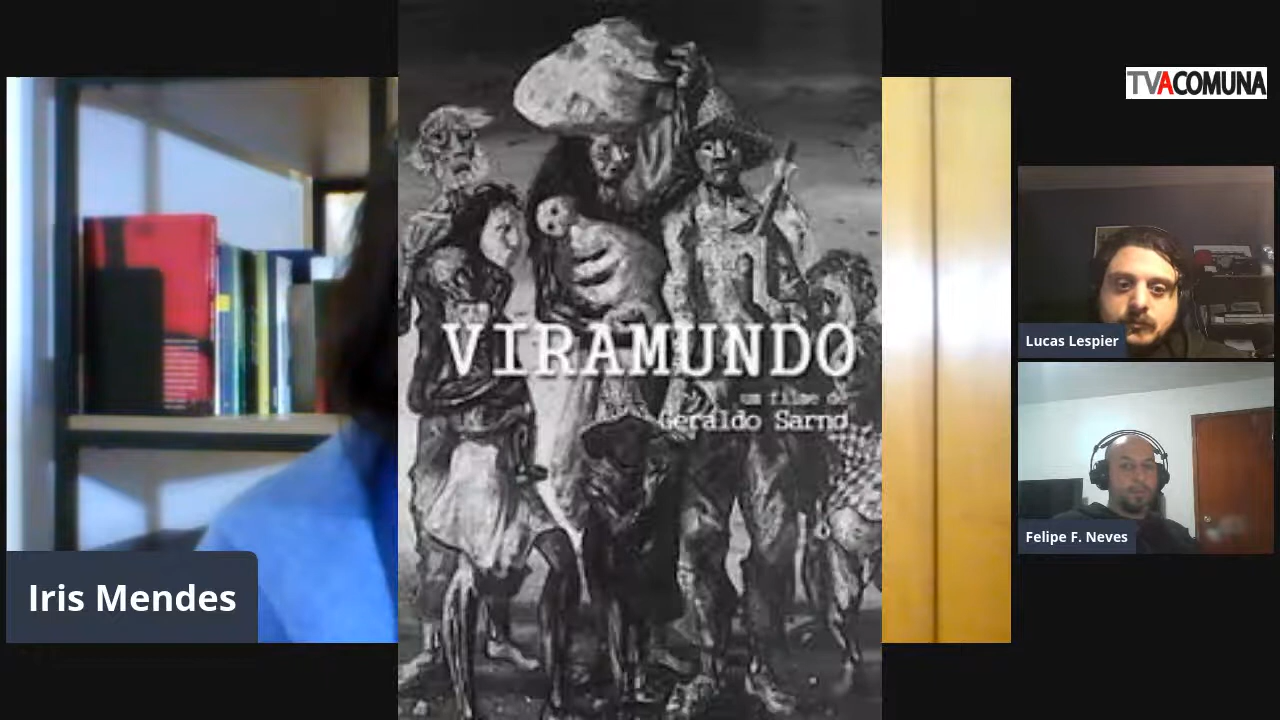 TVACOMUNA
VIRAMUNDO
um filme de
Geraldo Sarno
Lucas Lespier
Felipe F. Neves
Iris Mendes